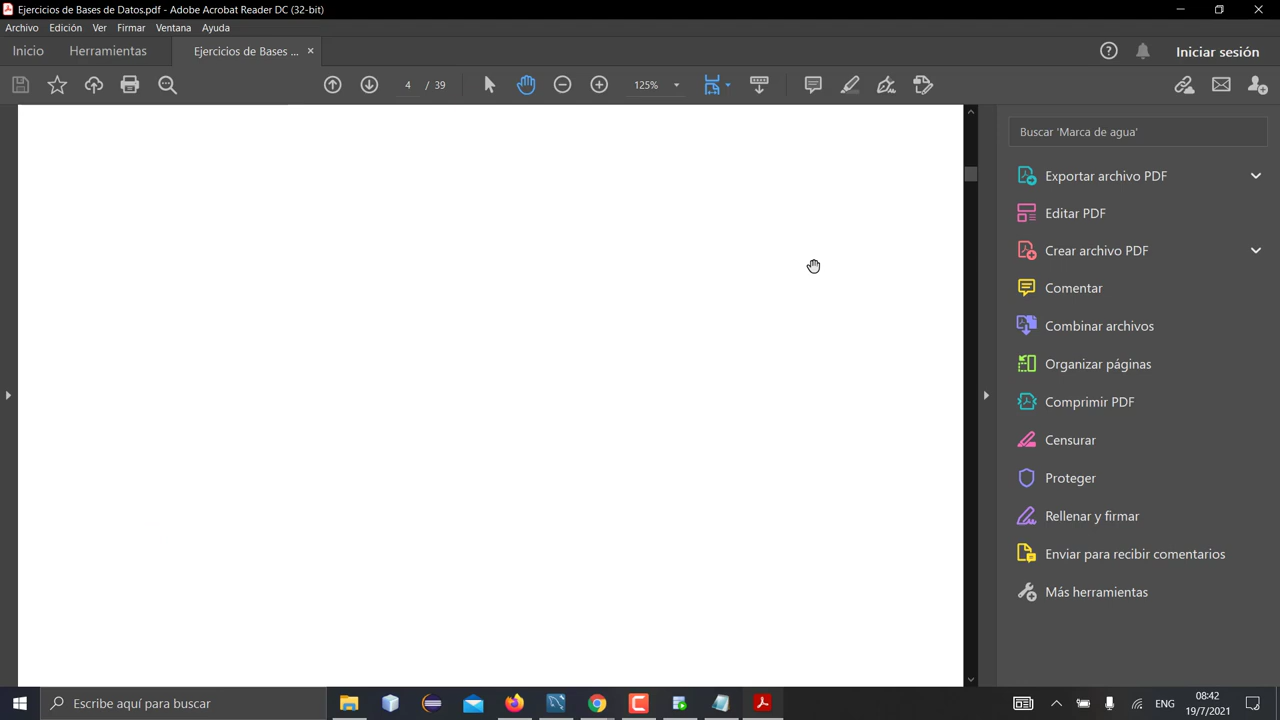 Ejercicios de Bases de Datos.pdf - Adobe Acrobat Reader DC (32-bit)
Archivo Edición Ver Firmar Ventana Ayuda
Inicio Herramientas Ejercicios de Bases ... × Iniciar sesión
4 / 39 125%
Buscar 'Marca de agua'
Exportar archivo PDF
Editar PDF
Crear archivo PDF
Comentar
Combinar archivos
Organizar páginas
Comprimir PDF
Censurar
Proteger
Rellenar y firmar
Enviar para recibir comentarios
Más herramientas
Escribe aquí para buscar
ENG
08:42
19/7/2021